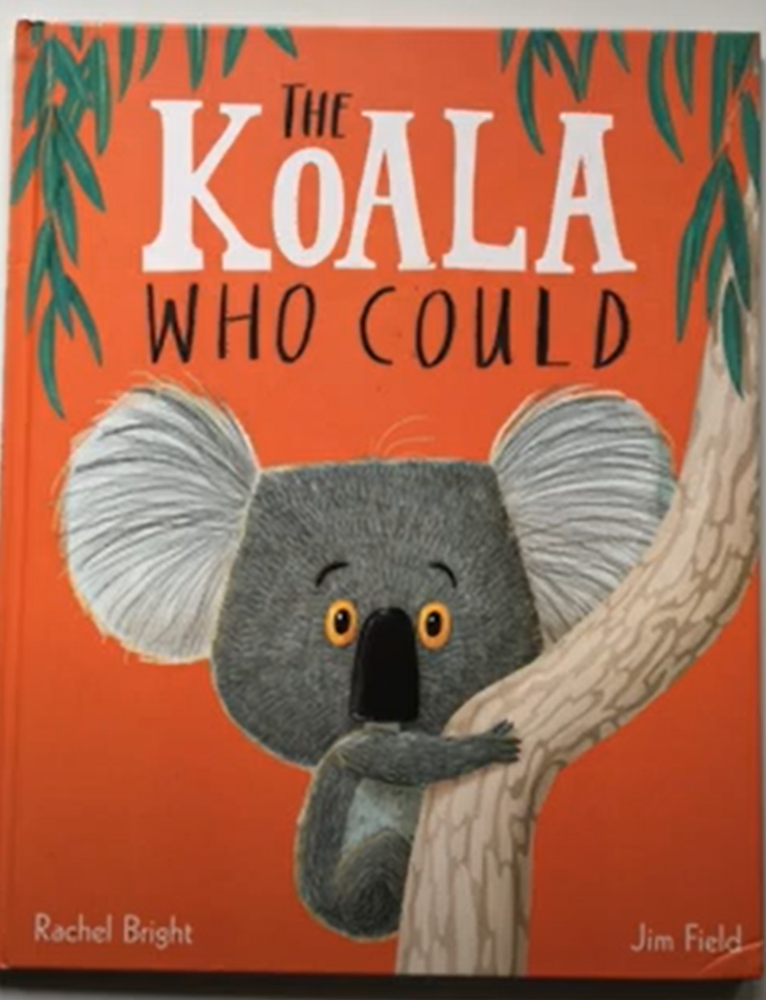 THE
KOALA
WHO COULD
Rachel Bright
Jim Field